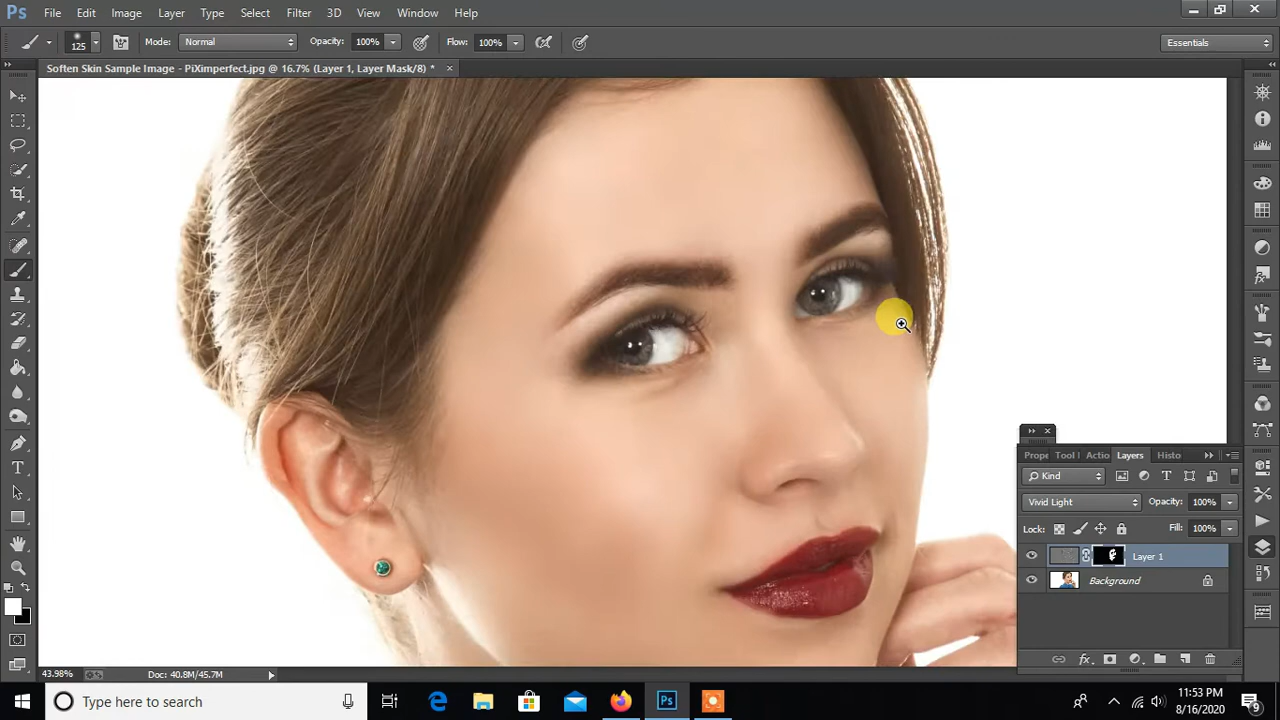 Ps File Edit Image Layer Type Select Filter 3D View Window Help
125 Mode: Normal Opacity: 100% Flow: 100% Essentials
Soften Skin Sample Image - PiXimperfect.jpg @ 16.7% (Layer 1, Layer Mask/8) *
Prope Tool I Actio Layers Histo
Kind
Vivid Light Opacity: 100%
Lock: Fill: 100%
Layer 1
Background
43.98% Doc: 40.8M/45.7M
Type here to search
Ps
11:53 PM
8/16/2020
9